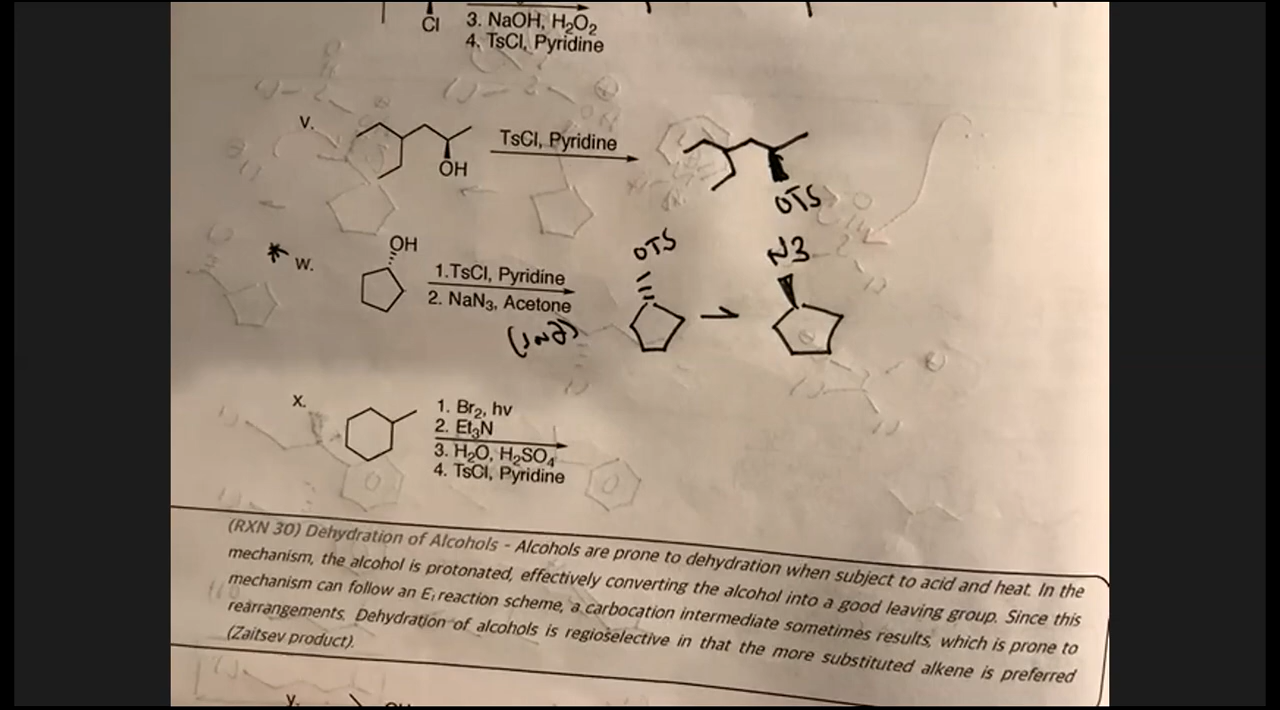 Cl
3. NaOH, H₂O₂
4. TsCl, Pyridine
v.
OH
TsCl, Pyridine
OTS
* w.
OH
1.TsCl, Pyridine
2. NaN₃, Acetone
(SN2)
OTS
N3
x.
1. Br₂, hv
2. Et₃N
3. H₂O, H₂SO₄
4. TsCl, Pyridine
(RXN 30) Dehydration of Alcohols - Alcohols are prone to dehydration when subject to acid and heat. In the
mechanism, the alcohol is protonated, effectively converting the alcohol into a good leaving group. Since this
mechanism can follow an E₁ reaction scheme, a carbocation intermediate sometimes results, which is prone to
rearrangements. Dehydration of alcohols is regioselective in that the more substituted alkene is preferred
(Zaitsev product).
y.